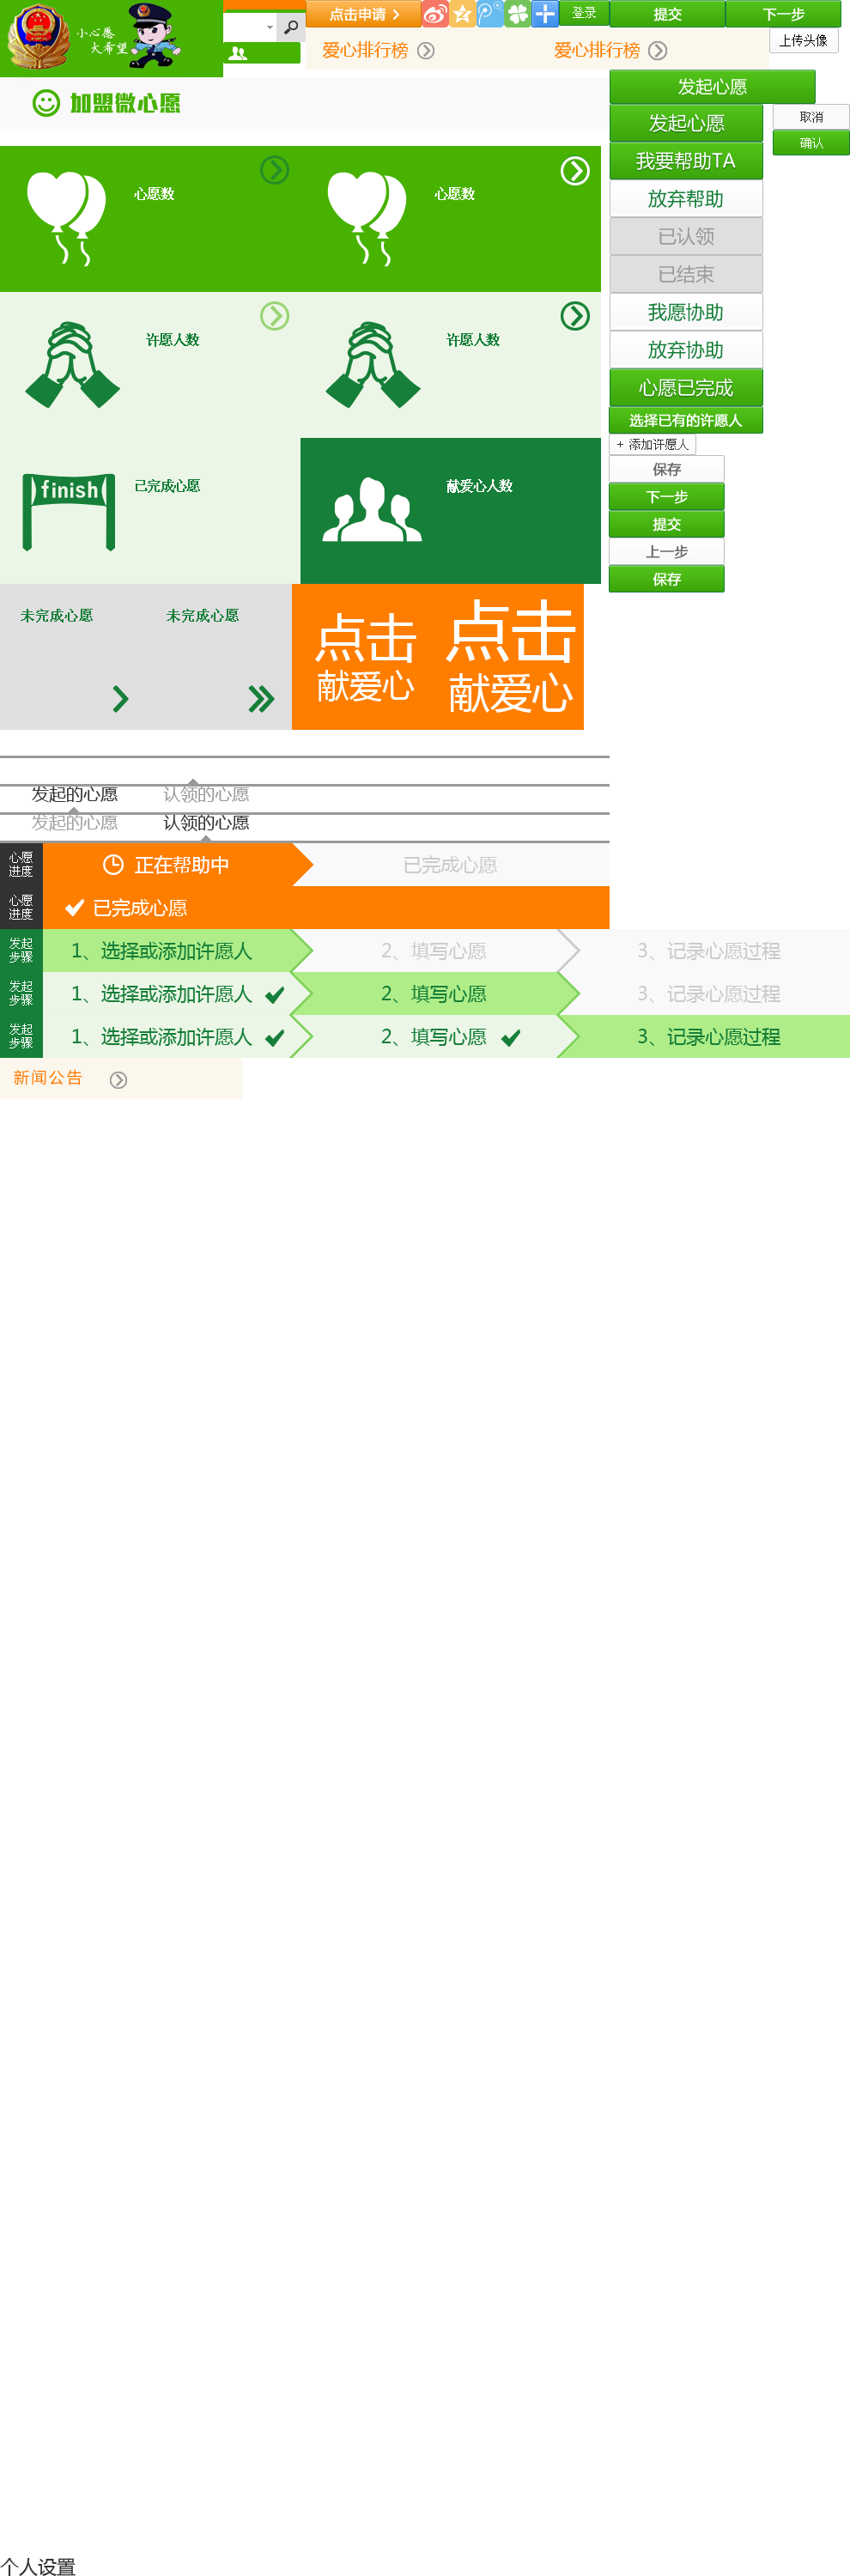 小心愿
大希望
点击申请
登录
提交
下一步
上传头像
爱心排行榜
爱心排行榜
加盟微心愿
发起心愿
发起心愿
取消
确认
我要帮助TA
放弃帮助
已认领
已结束
我愿协助
放弃协助
心愿已完成
选择已有的许愿人
+ 添加许愿人
保存
下一步
提交
上一步
保存
心愿数
心愿数
许愿人数
许愿人数
finish
已完成心愿
献爱心人数
未完成心愿
未完成心愿
点击
献爱心
点击
献爱心
发起的心愿
认领的心愿
发起的心愿
认领的心愿
心愿
进度
正在帮助中
已完成心愿
心愿
进度
已完成心愿
发起
步骤
1、选择或添加许愿人
2、填写心愿
3、记录心愿过程
发起
步骤
1、选择或添加许愿人
2、填写心愿
3、记录心愿过程
发起
步骤
1、选择或添加许愿人
2、填写心愿
3、记录心愿过程
新闻公告
个人设置